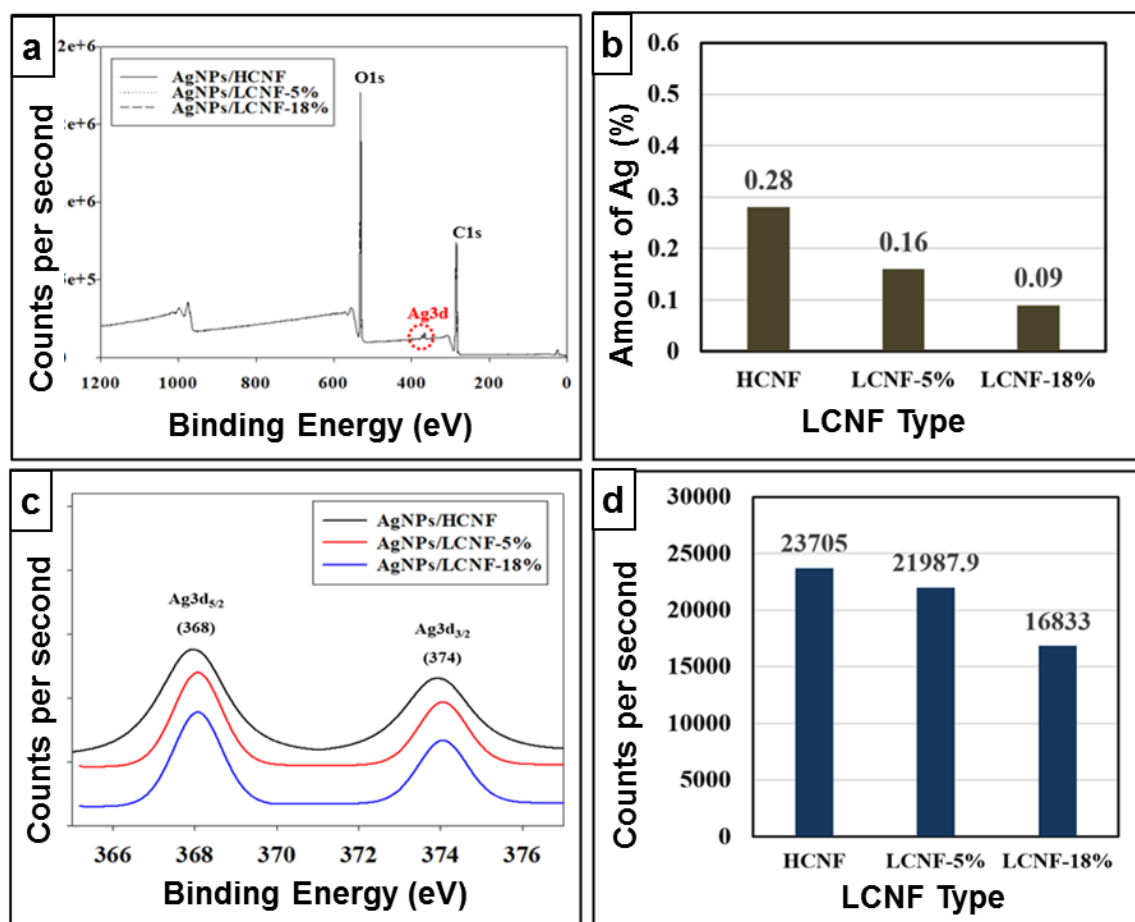 a
2e+6
AgNPs/HCNF
AgNPs/LCNF-5%
AgNPs/LCNF-18%
O1s
2e+6
1e+6
C1s
e+5
Ag3d
1200 1000 800 600 400 200 0
Counts per second
Binding Energy (eV)
b
0.6
0.5
0.4
0.3
0.2
0.1
0
0.28
0.16
0.09
HCNF LCNF-5% LCNF-18%
Amount of Ag (%)
LCNF Type
c
AgNPs/HCNF
AgNPs/LCNF-5%
AgNPs/LCNF-18%
Ag3d5/2
(368)
Ag3d3/2
(374)
366 368 370 372 374 376
Counts per second
Binding Energy (eV)
d
30000
25000
20000
15000
10000
5000
0
23705
21987.9
16833
HCNF LCNF-5% LCNF-18%
Counts per second
LCNF Type